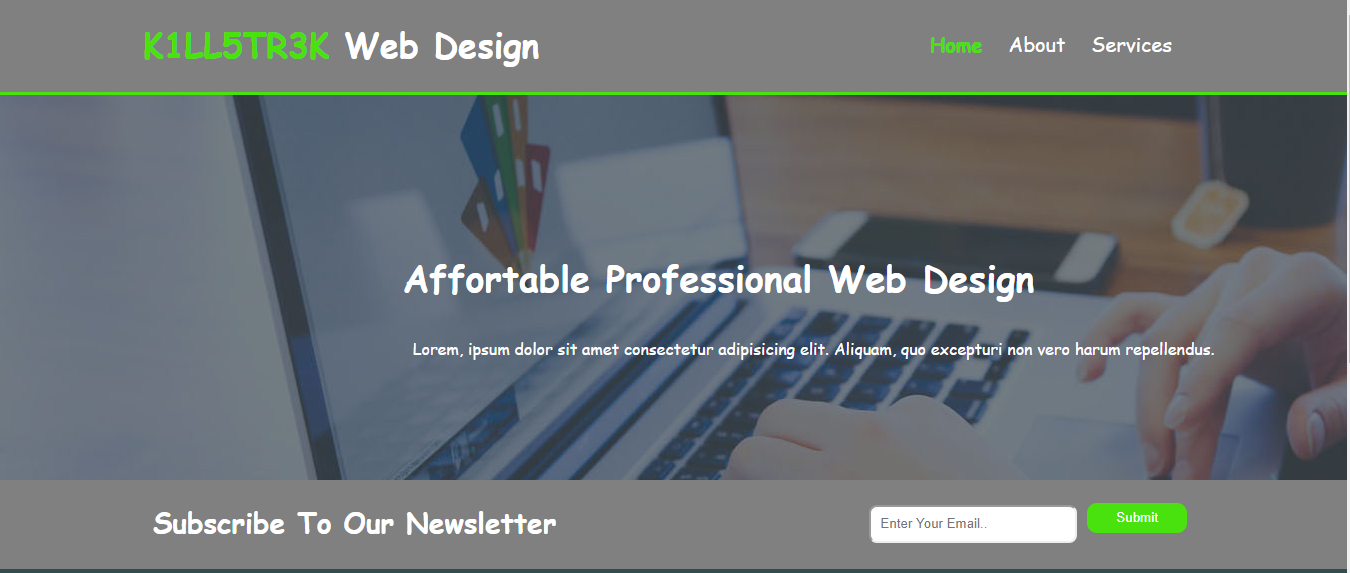 K1LL5TR3K Web Design
Home About Services
Affortable Professional Web Design
Lorem, ipsum dolor sit amet consectetur adipisicing elit. Aliquam, quo excepturi non vero harum repellendus.
Subscribe To Our Newsletter
Enter Your Email..
Submit